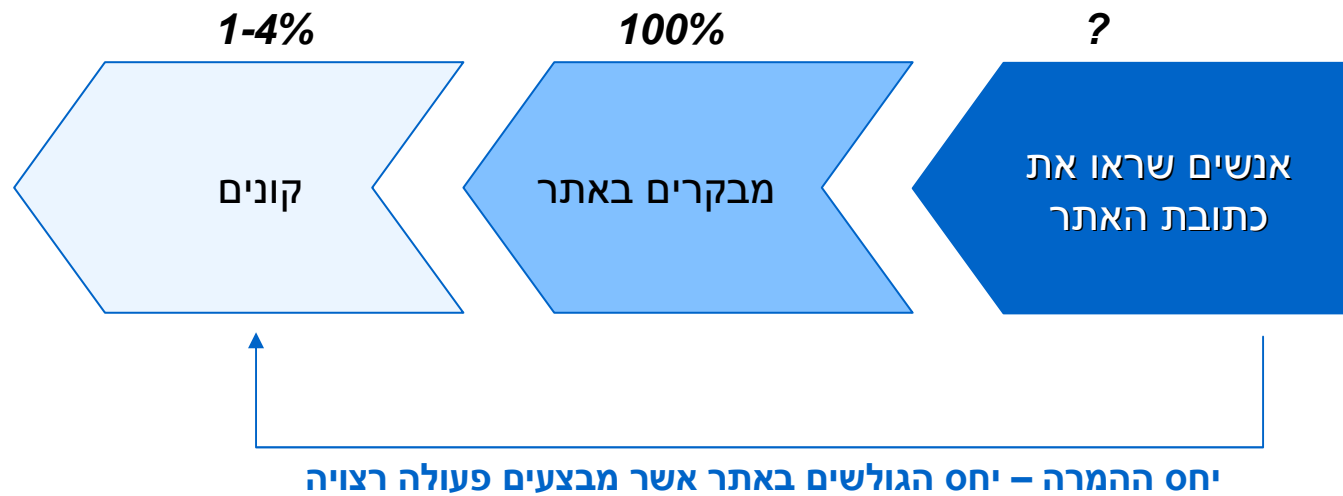 ?
100%
1-4%
אנשים שראו את
כתובת האתר
מבקרים באתר
קונים
יחס ההמרה – יחס הגולשים באתר אשר מבצעים פעולה רצויה